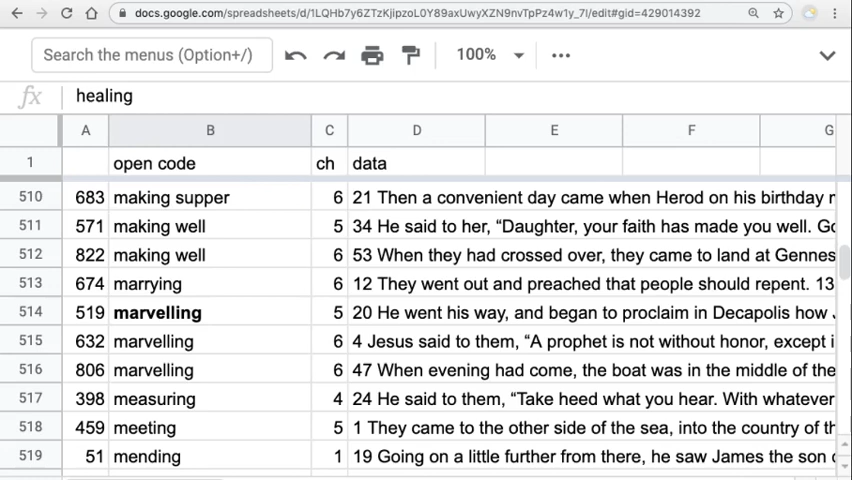 docs.google.com/spreadsheets/d/1LQHb7y6ZTzKjipzoL0Y89axUwyXZN9nvTpPz4w1y_7I/edit#gid=429014392
Search the menus (Option+/) 100%
fx healing
A B C D E F G
1 open code ch data
510 683 making supper 6 21 Then a convenient day came when Herod on his birthday
511 571 making well 5 34 He said to her, “Daughter, your faith has made you well. Go
512 822 making well 6 53 When they had crossed over, they came to land at Gennes
513 674 marrying 6 12 They went out and preached that people should repent. 13
514 519 marvelling 5 20 He went his way, and began to proclaim in Decapolis how
515 632 marvelling 6 4 Jesus said to them, “A prophet is not without honor, except i
516 806 marvelling 6 47 When evening had come, the boat was in the middle of the
517 398 measuring 4 24 He said to them, “Take heed what you hear. With whatever
518 459 meeting 5 1 They came to the other side of the sea, into the country of th
519 51 mending 1 19 Going on a little further from there, he saw James the son